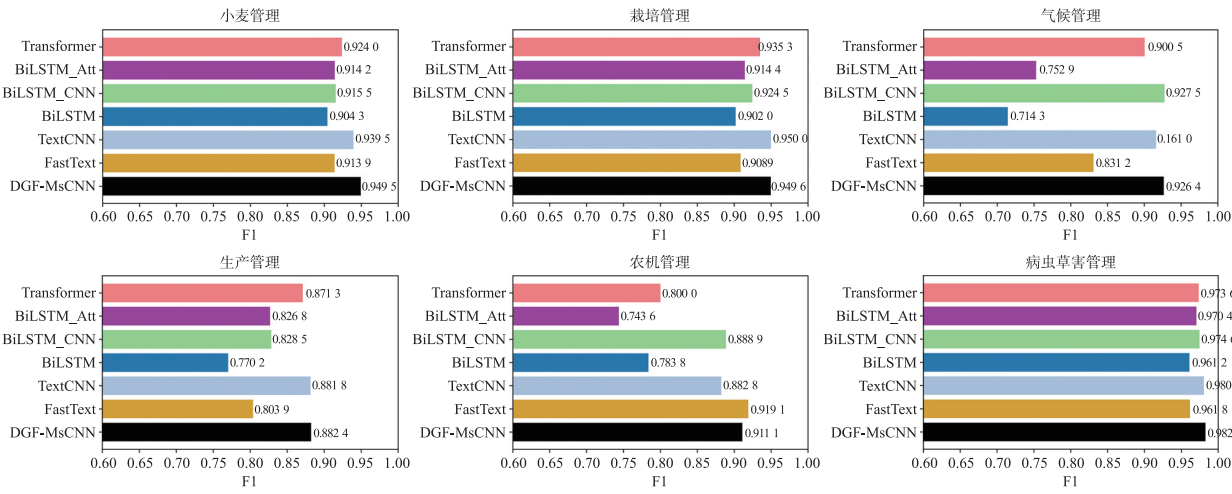 小麦管理
Transformer
0.924 0
BiLSTM_Att
0.914 2
BiLSTM_CNN
0.915 5
BiLSTM
0.904 3
TextCNN
0.939 5
FastText
0.913 9
DGF-MsCNN
0.949 5
0.60 0.65 0.70 0.75 0.80 0.85 0.90 0.95 1.00
F1
栽培管理
Transformer
0.935 3
BiLSTM_Att
0.914 4
BiLSTM_CNN
0.924 5
BiLSTM
0.902 0
TextCNN
0.950 0
FastText
0.9089
DGF-MsCNN
0.949 6
0.60 0.65 0.70 0.75 0.80 0.85 0.90 0.95 1.00
F1
气候管理
Transformer
0.900 5
BiLSTM_Att
0.752 9
BiLSTM_CNN
0.927 5
BiLSTM
0.714 3
TextCNN
0.161 0
FastText
0.831 2
DGF-MsCNN
0.926 4
0.60 0.65 0.70 0.75 0.80 0.85 0.90 0.95 1.00
F1
生产管理
Transformer
0.871 3
BiLSTM_Att
0.826 8
BiLSTM_CNN
0.828 5
BiLSTM
0.770 2
TextCNN
0.881 8
FastText
0.803 9
DGF-MsCNN
0.882 4
0.60 0.65 0.70 0.75 0.80 0.85 0.90 0.95 1.00
F1
农机管理
Transformer
0.800 0
BiLSTM_Att
0.743 6
BiLSTM_CNN
0.888 9
BiLSTM
0.783 8
TextCNN
0.882 8
FastText
0.919 1
DGF-MsCNN
0.911 1
0.60 0.65 0.70 0.75 0.80 0.85 0.90 0.95 1.00
F1
病虫草害管理
Transformer
0.973 6
BiLSTM_Att
0.970 4
BiLSTM_CNN
0.974 6
BiLSTM
0.961 2
TextCNN
0.980
FastText
0.961 8
DGF-MsCNN
0.982
0.60 0.65 0.70 0.75 0.80 0.85 0.90 0.95 1.00
F1